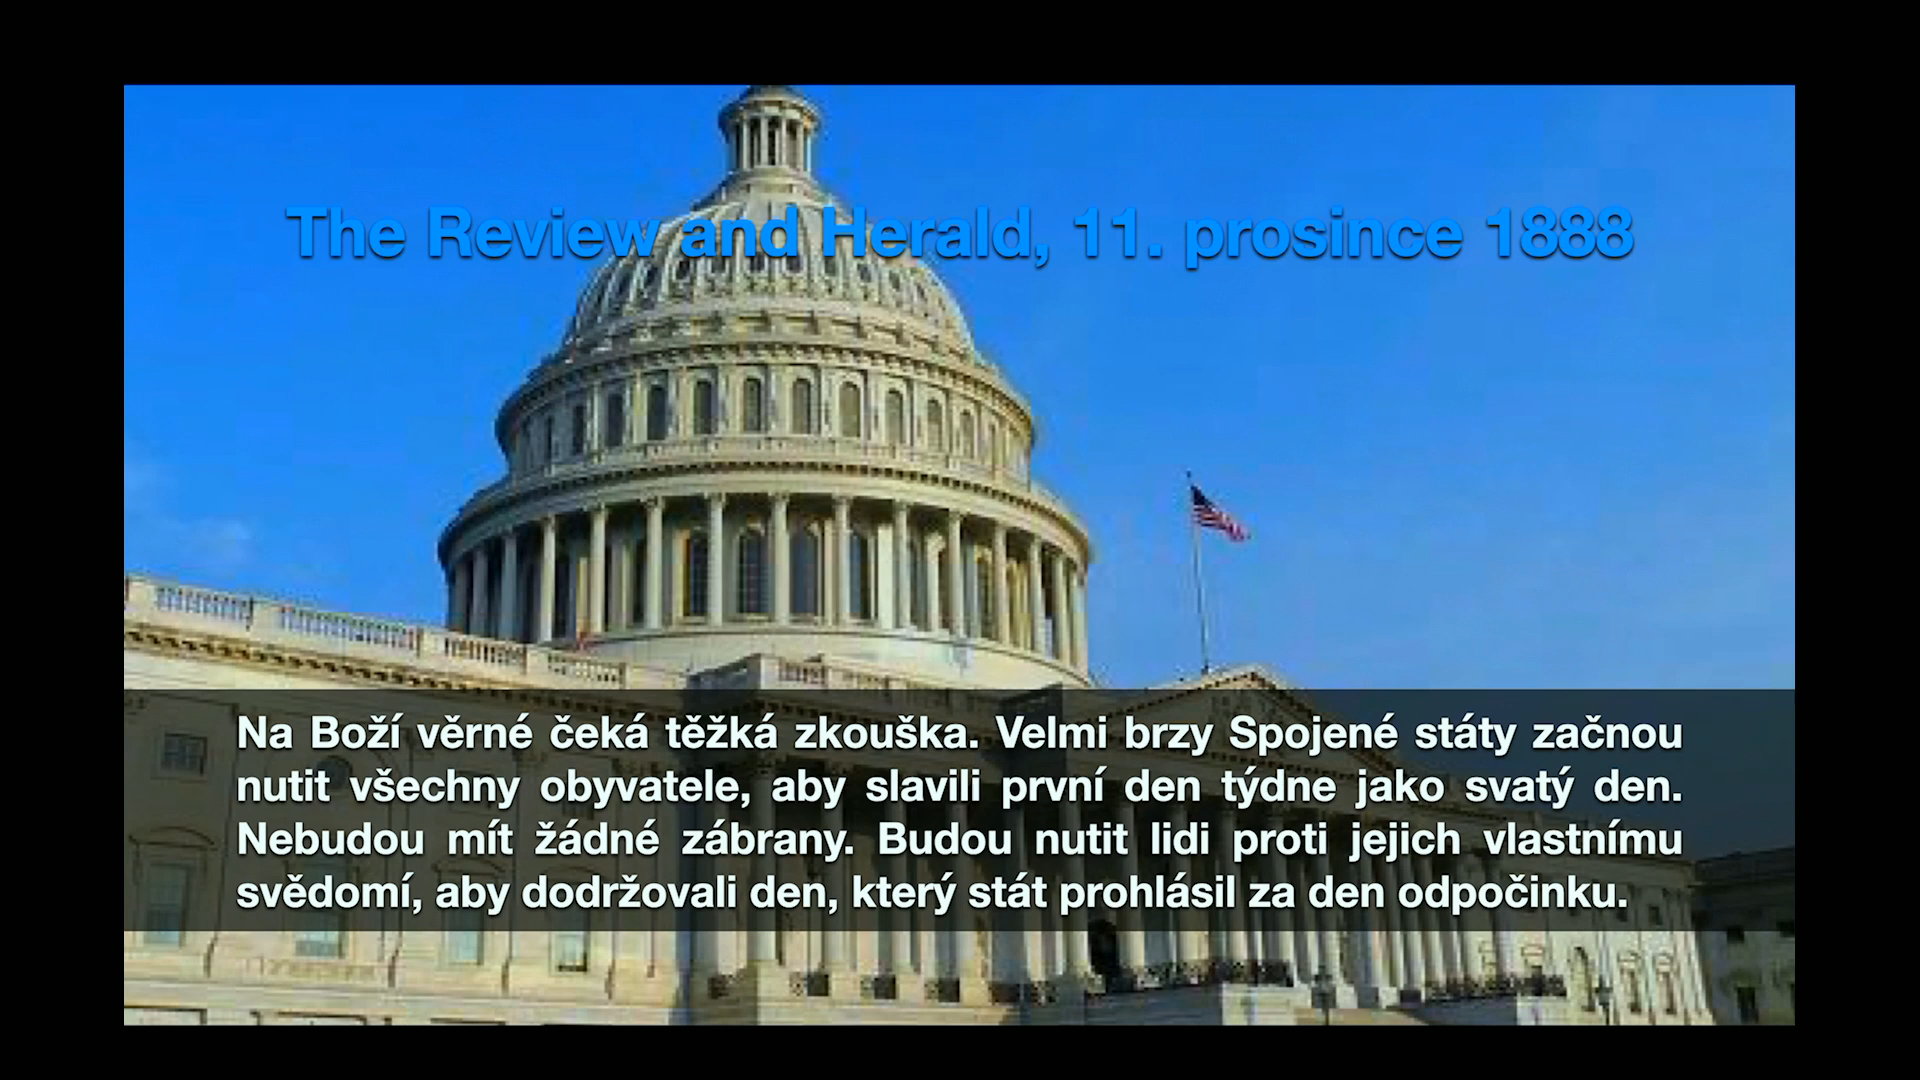 The Review and Herald, 11. prosince 1888
Na Boží věrné čeká těžká zkouška. Velmi brzy Spojené státy začnou
nutit všechny obyvatele, aby slavili první den týdne jako svatý den.
Nebudou mít žádné zábrany. Budou nutit lidi proti jejich vlastnímu
svědomí, aby dodržovali den, který stát prohlásil za den odpočinku.